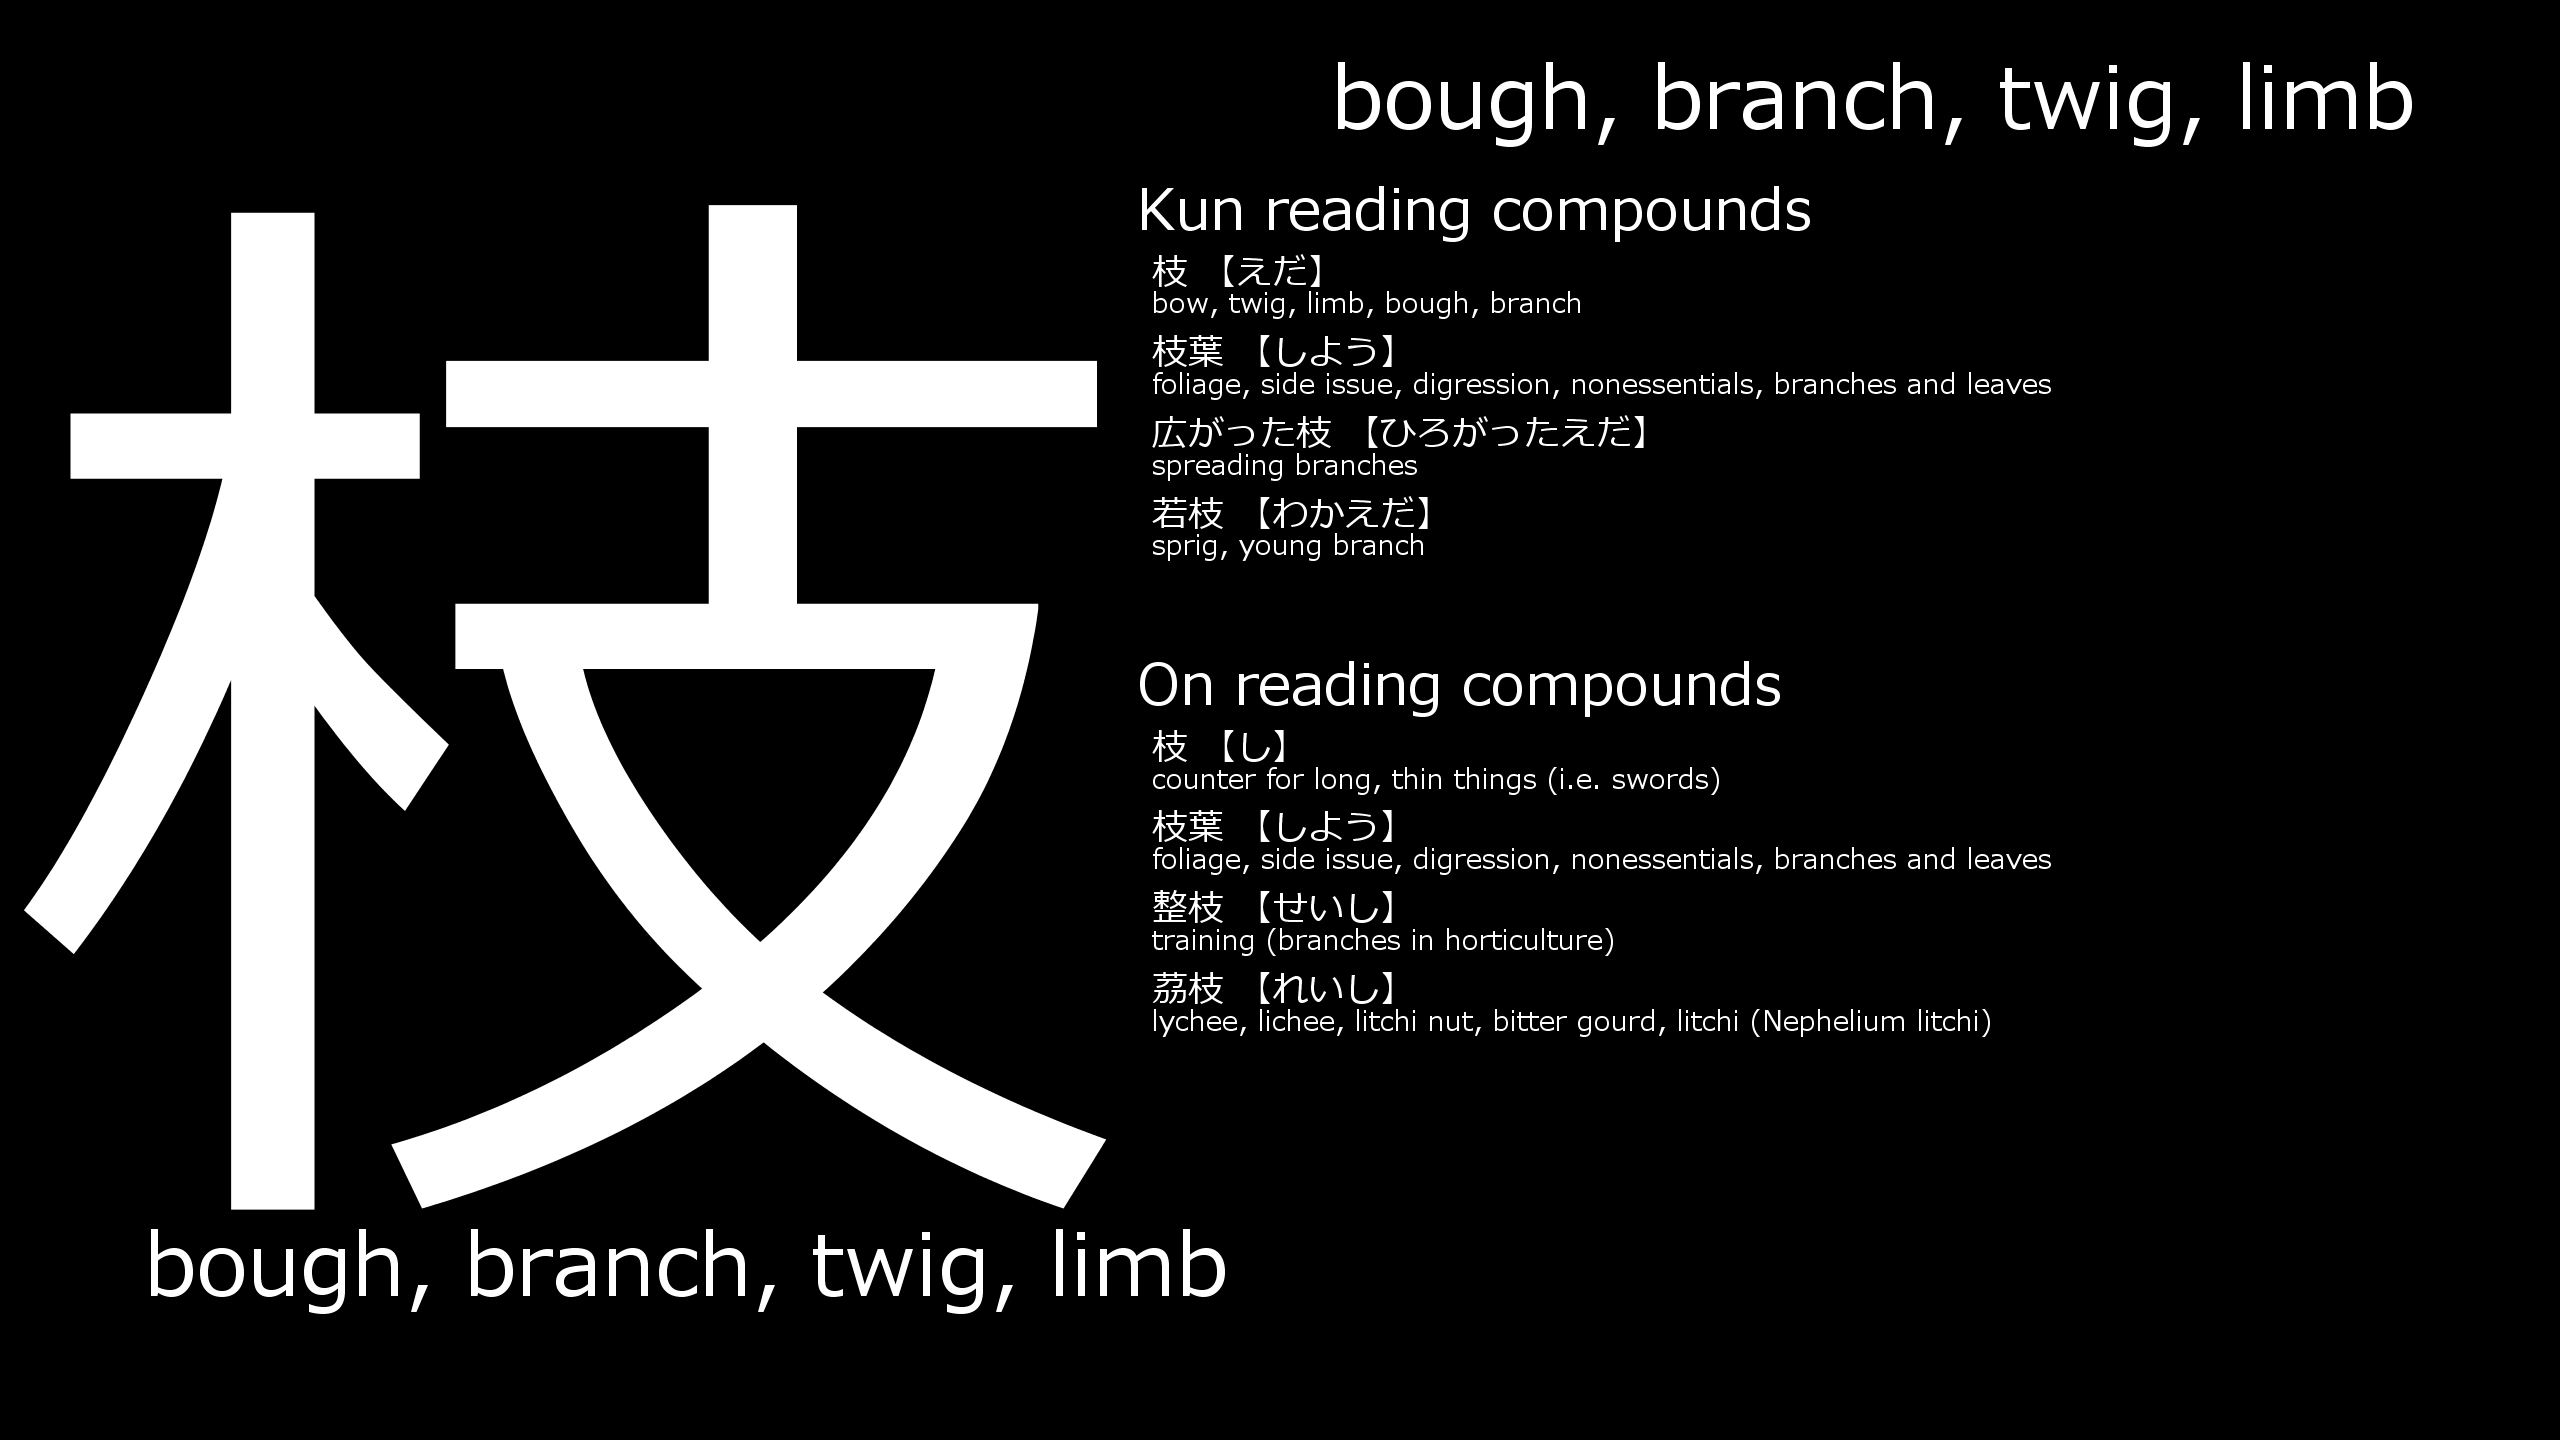 bough, branch, twig, limb
枝
bough, branch, twig, limb
Kun reading compounds
枝 【えだ】
bow, twig, limb, bough, branch
枝葉 【しよう】
foliage, side issue, digression, nonessentials, branches and leaves
広がった枝 【ひろがったえだ】
spreading branches
若枝 【わかえだ】
sprig, young branch
On reading compounds
枝 【し】
counter for long, thin things (i.e. swords)
枝葉 【しよう】
foliage, side issue, digression, nonessentials, branches and leaves
整枝 【せいし】
training (branches in horticulture)
茘枝 【れいし】
lychee, lichee, litchi nut, bitter gourd, litchi (Nephelium litchi)